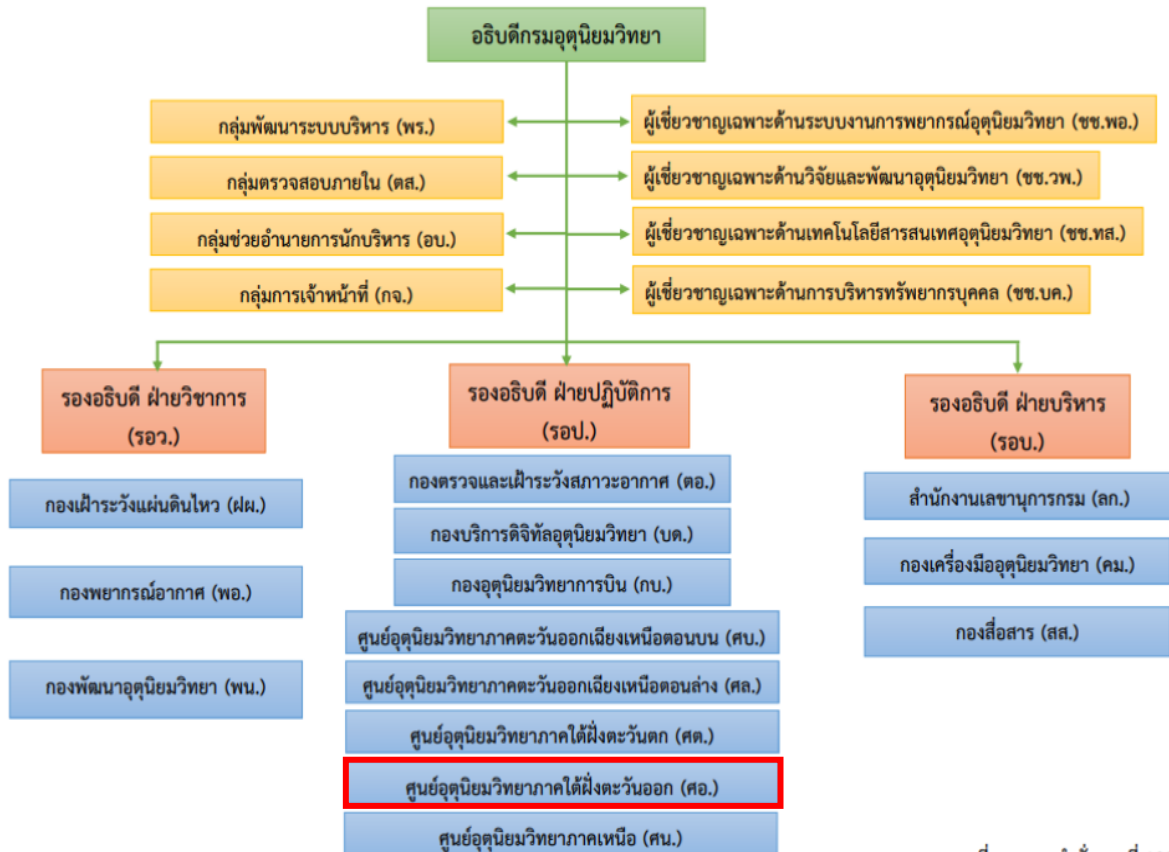 อธิบดีกรมอุตุนิยมวิทยา
กลุ่มพัฒนาระบบบริหาร (พร.)
ผู้เชี่ยวชาญเฉพาะด้านระบบงานการพยากรณ์อุตุนิยมวิทยา (ชช.พอ.)
กลุ่มตรวจสอบภายใน (ตส.)
ผู้เชี่ยวชาญเฉพาะด้านวิจัยและพัฒนาอุตุนิยมวิทยา (ชช.วพ.)
กลุ่มช่วยอำนายการนักบริหาร (อบ.)
ผู้เชี่ยวชาญเฉพาะด้านเทคโนโลยีสารสนเทศอุตุนิยมวิทยา (ชช.ทส.)
กลุ่มการเจ้าหน้าที่ (กจ.)
ผู้เชี่ยวชาญเฉพาะด้านการบริหารทรัพยากรบุคคล (ชช.บค.)
รองอธิบดี ฝ่ายวิชาการ
(รอว.)
กองเฝ้าระวังแผ่นดินไหว (ฝผ.)
กองพยากรณ์อากาศ (พอ.)
กองพัฒนาอุตุนิยมวิทยา (พน.)
รองอธิบดี ฝ่ายปฏิบัติการ
(รอป.)
กองตรวจและเฝ้าระวังสภาวะอากาศ (ตอ.)
กองบริการดิจิทัลอุตุนิยมวิทยา (บด.)
กองอุตุนิยมวิทยาการบิน (กบ.)
ศูนย์อุตุนิยมวิทยาภาคตะวันออกเฉียงเหนือตอนบน (ศบ.)
ศูนย์อุตุนิยมวิทยาภาคตะวันออกเฉียงเหนือตอนล่าง (ศล.)
ศูนย์อุตุนิยมวิทยาภาคใต้ฝั่งตะวันตก (ศต.)
ศูนย์อุตุนิยมวิทยาภาคใต้ฝั่งตะวันออก (ศอ.)
ศูนย์อุตุนิยมวิทยาภาคเหนือ (ศน.)
รองอธิบดี ฝ่ายบริหาร
(รอบ.)
สำนักงานเลขานุการกรม (ลก.)
กองเครื่องมืออุตุนิยมวิทยา (คม.)
กองสื่อสาร (สส.)